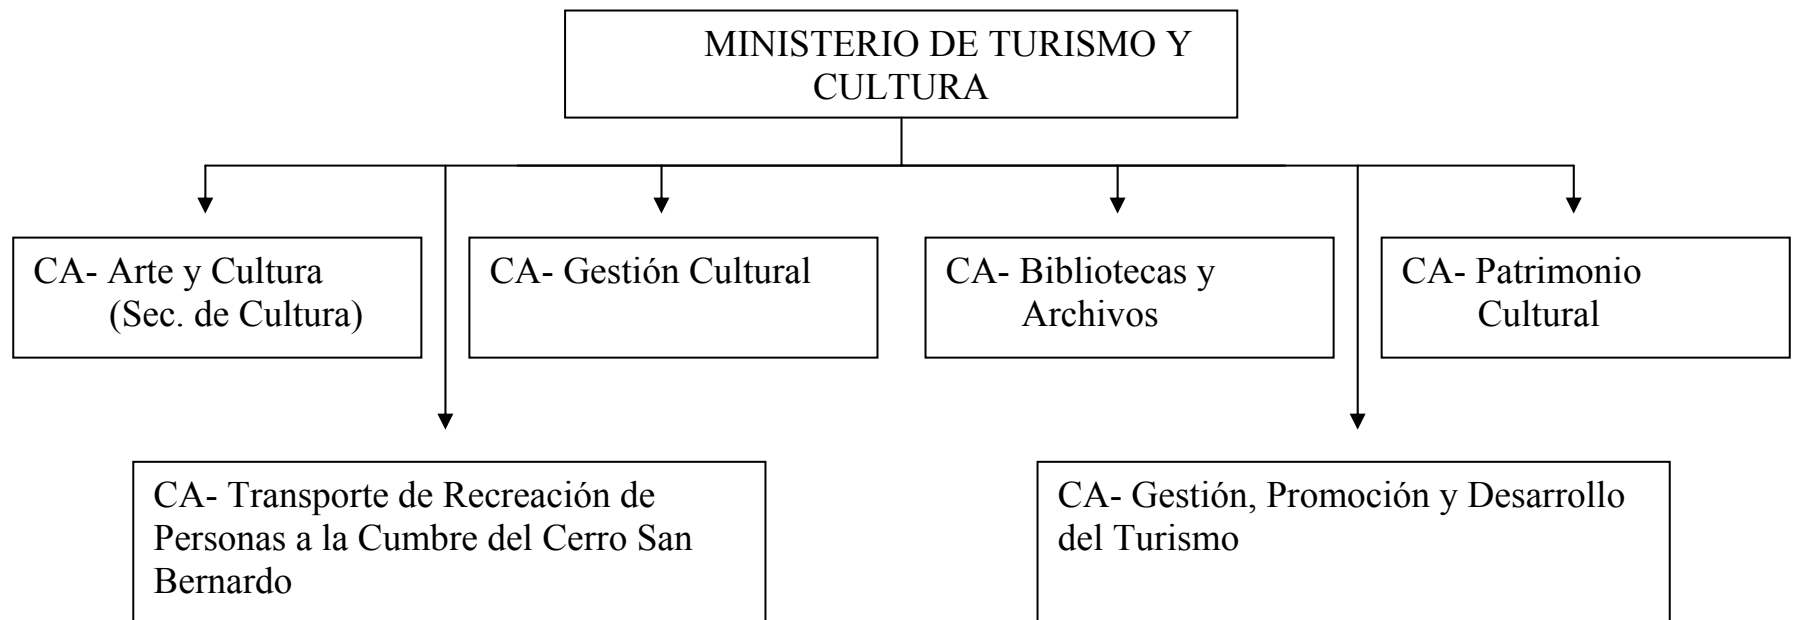 MINISTERIO DE TURISMO Y
CULTURA
CA- Arte y Cultura
(Sec. de Cultura)
CA- Gestión Cultural
CA- Bibliotecas y
Archivos
CA- Patrimonio
Cultural
CA- Transporte de Recreación de
Personas a la Cumbre del Cerro San
Bernardo
CA- Gestión, Promoción y Desarrollo
del Turismo